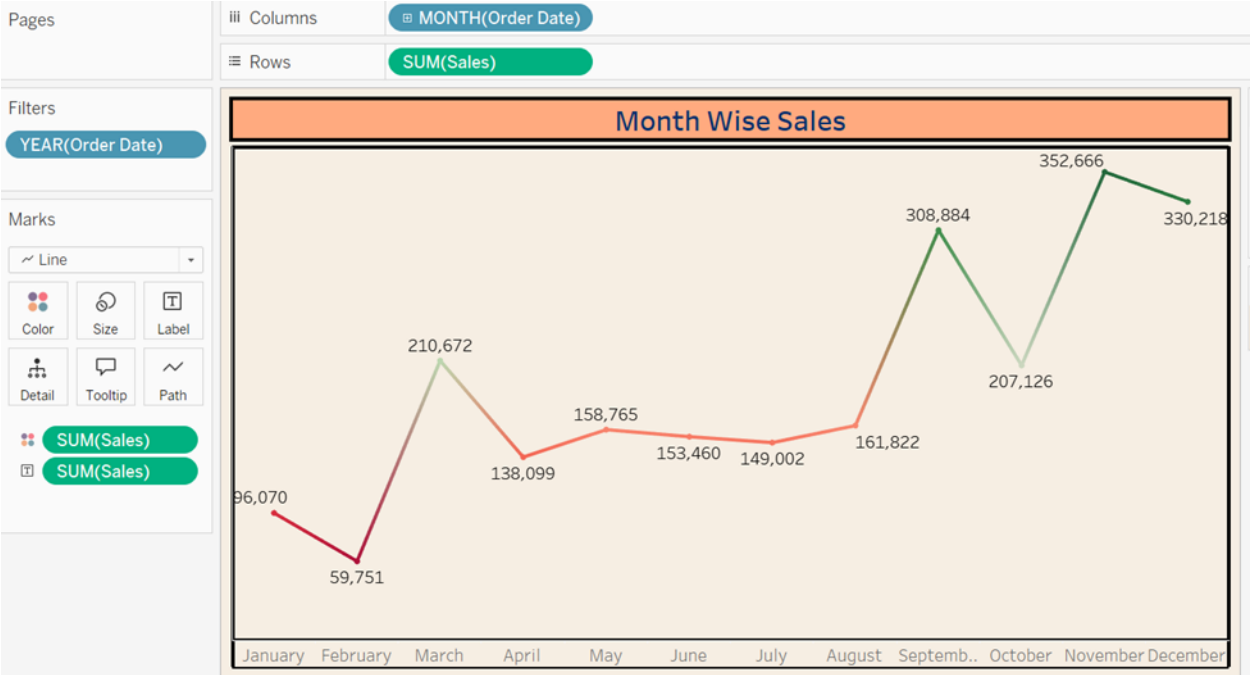 Pages
Columns
MONTH(Order Date)
Rows
SUM(Sales)
Filters
YEAR(Order Date)
Marks
Line
Color
Size
Label
Detail
Tooltip
Path
SUM(Sales)
SUM(Sales)
Month Wise Sales
96,070
59,751
210,672
138,099
158,765
153,460
149,002
161,822
308,884
207,126
352,666
330,218
January February March April May June July August Septemb.. October November December